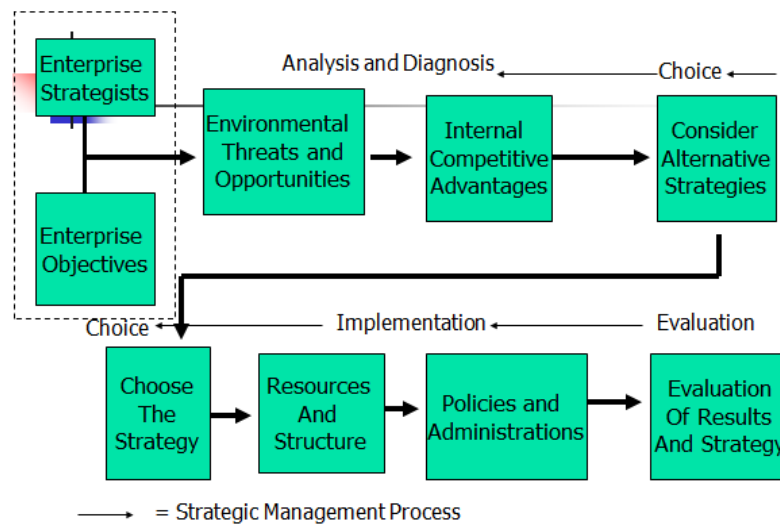 Enterprise
Strategists
Analysis and Diagnosis
Choice
Environmental
Threats and
Opportunities
Internal
Competitive
Advantages
Consider
Alternative
Strategies
Enterprise
Objectives
Choice
Implementation
Evaluation
Choose
The
Strategy
Resources
And
Structure
Policies and
Administrations
Evaluation
Of Results
And Strategy
= Strategic Management Process